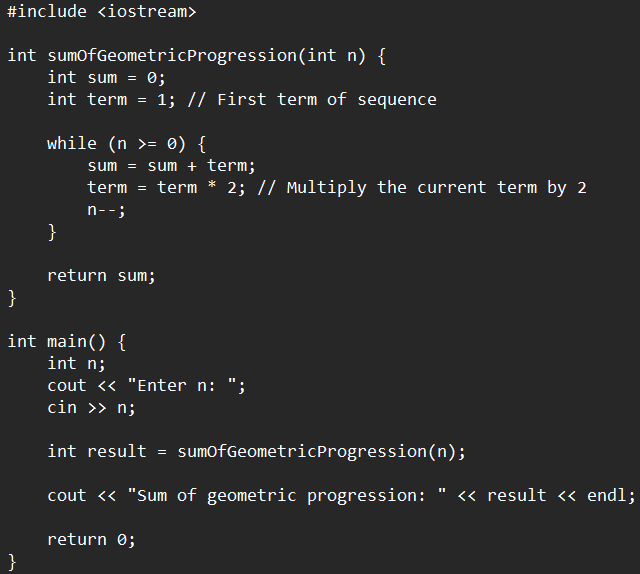 #include <iostream>

int sumOfGeometricProgression(int n) {
    int sum = 0;
    int term = 1; // First term of sequence

    while (n >= 0) {
        sum = sum + term;
        term = term * 2; // Multiply the current term by 2
        n--;
    }

    return sum;
}

int main() {
    int n;
    cout << "Enter n: ";
    cin >> n;

    int result = sumOfGeometricProgression(n);

    cout << "Sum of geometric progression: " << result << endl;

    return 0;
}